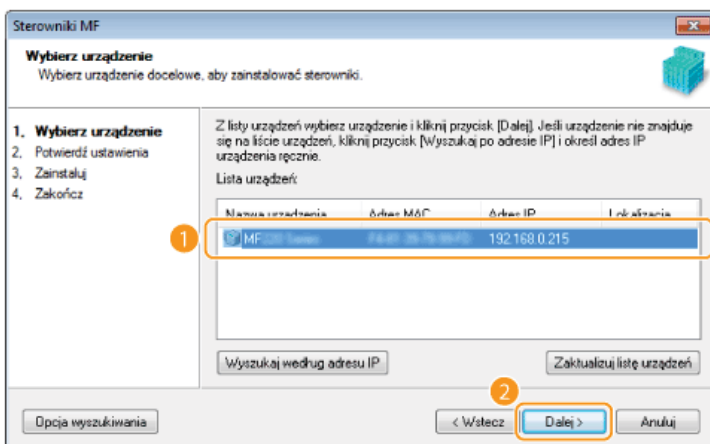 Sterowniki MF
Wybierz urządzenie
Wybierz urządzenie docelowe, aby zainstalować sterowniki.
1. Wybierz urządzenie
2. Potwierdź ustawienia
3. Zainstaluj
4. Zakończ
Z listy urządzeń wybierz urządzenie i kliknij przycisk [Dalej]. Jeśli urządzenie nie znajduje
się na liście urządzeń, kliknij przycisk [Wyszukaj po adresie IP] i określ adres IP
urządzenia ręcznie.
Lista urządzeń:
Nazwa urządzenia Adres MAC Adres IP Lokalizacja
1 MF 192.168.0.215
Wyszukaj według adresu IP Zaktualizuj listę urządzeń
2
Opcja wyszukiwania < Wstecz Dalej > Anuluj